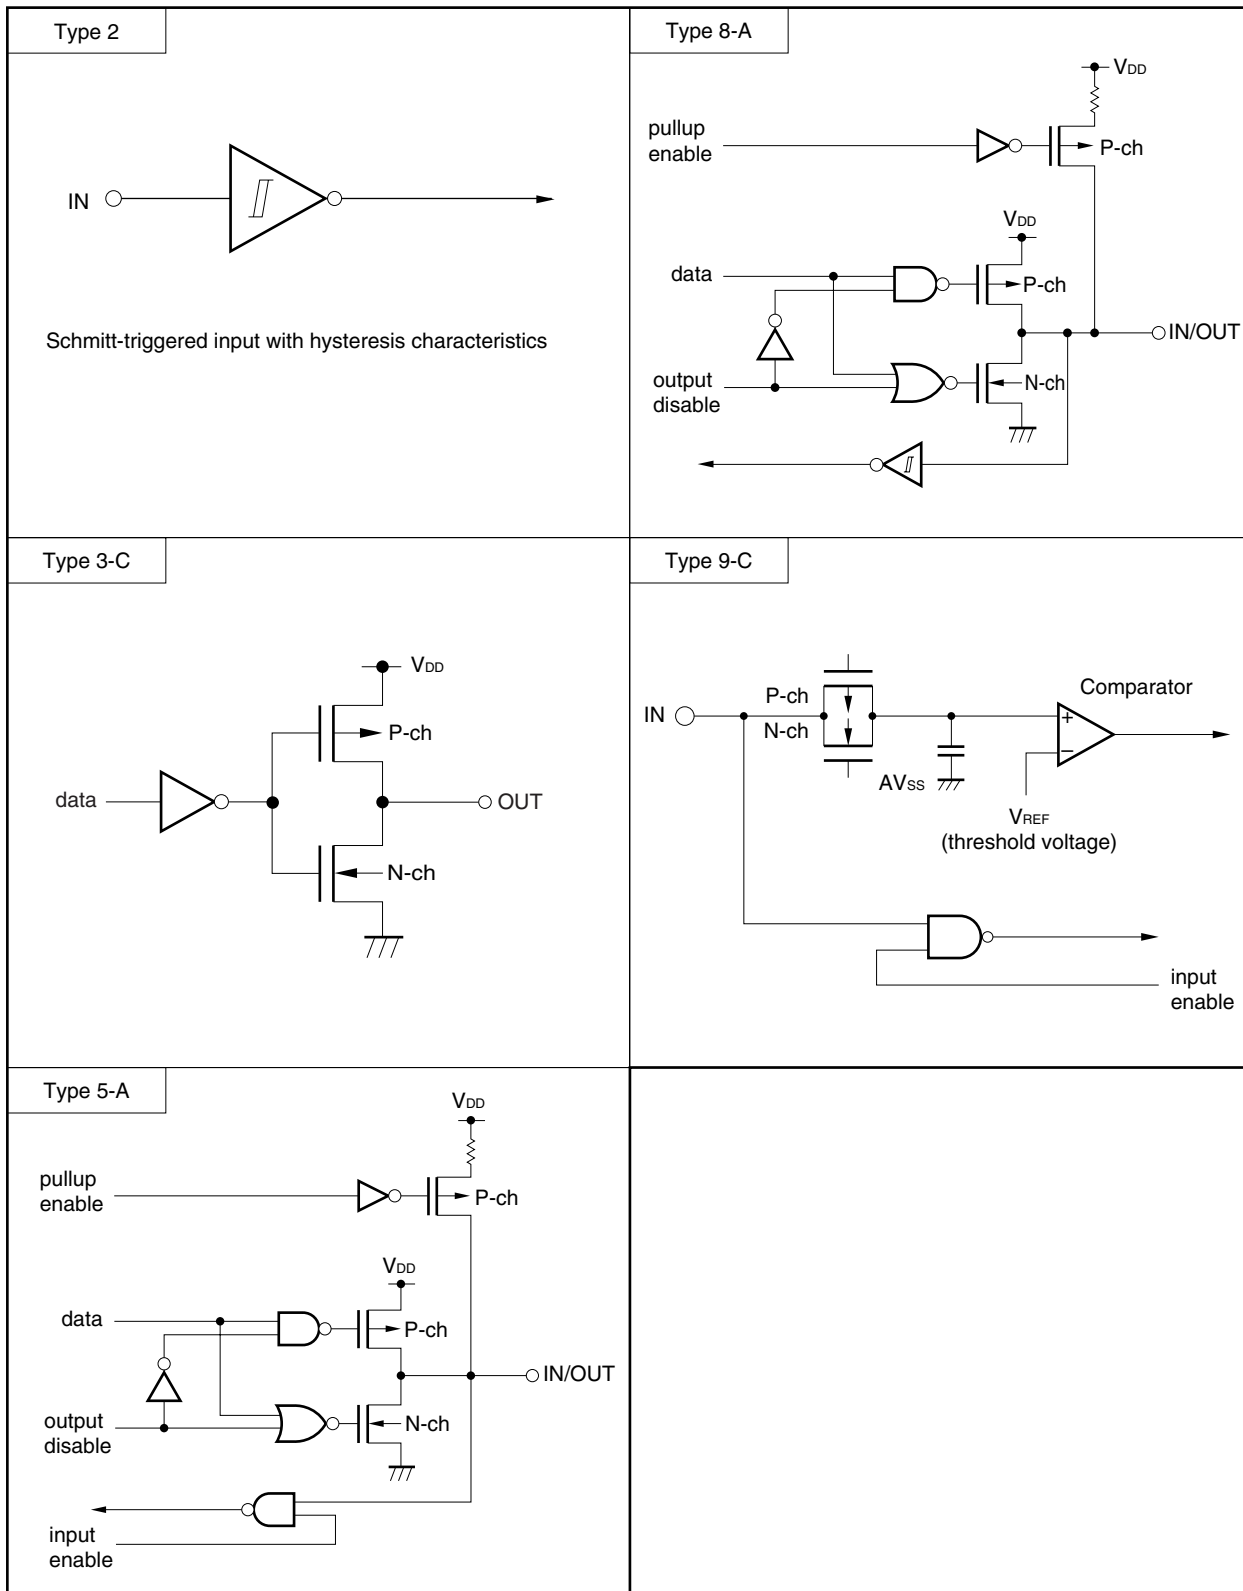 Type 2
IN
Schmitt-triggered input with hysteresis characteristics
Type 8-A
VDD
pullup
enable
P-ch
VDD
data
P-ch
IN/OUT
output
disable
N-ch
Type 3-C
VDD
P-ch
data
OUT
N-ch
Type 9-C
P-ch
N-ch
IN
Comparator
+
−
AVSS
VREF
(threshold voltage)
input
enable
Type 5-A
VDD
pullup
enable
P-ch
VDD
data
P-ch
IN/OUT
output
disable
N-ch
input
enable